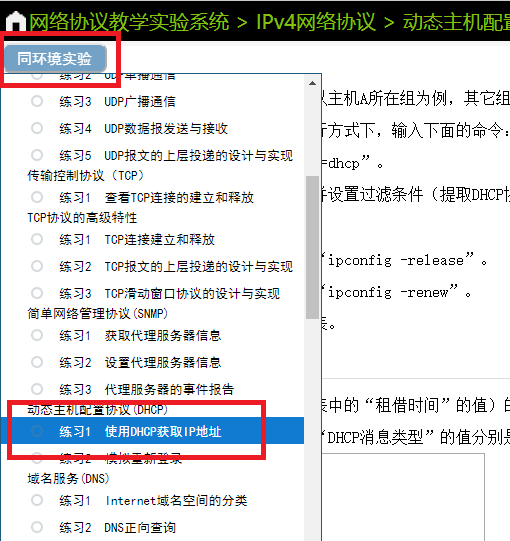 网络协议教学实验系统 > IPv4网络协议 > 动态主机配置
同环境实验
练习2 UDP单播通信
练习3 UDP广播通信
练习4 UDP数据报发送与接收
练习5 UDP报文的上层投递的设计与实现
传输控制协议（TCP）
练习1 查看TCP连接的建立和释放
TCP协议的高级特性
练习1 TCP连接建立和释放
练习2 TCP报文的上层投递的设计与实现
练习3 TCP滑动窗口协议的设计与实现
简单网络管理协议(SNMP)
练习1 获取代理服务器信息
练习2 设置代理服务器信息
练习3 代理服务器的事件报告
动态主机配置协议(DHCP)
练习1 使用DHCP获取IP地址
练习2 模拟重新登录
域名服务(DNS)
练习1 Internet域名空间的分类
练习2 DNS正向查询
以主机A所在组为例，其它组
行方式下，输入下面的命令：
=dhcp”。
并设置过滤条件（提取DHCP协
“ipconfig -release”。
“ipconfig -renew”。
表。
表中的“租借时间”的值）的
“DHCP消息类型”的值分别是